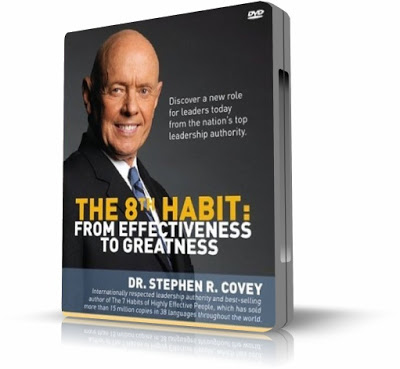 DVD
Discover a new role
for leaders today
from the nation's top
leadership authority.
THE 8TH HABIT:
FROM EFFECTIVENESS
TO GREATNESS
DR. STEPHEN R. COVEY
Internationally respected leadership authority and best-selling
author of The 7 Habits of Highly Effective People, which has sold
more than 15 million copies in 38 languages throughout the world.